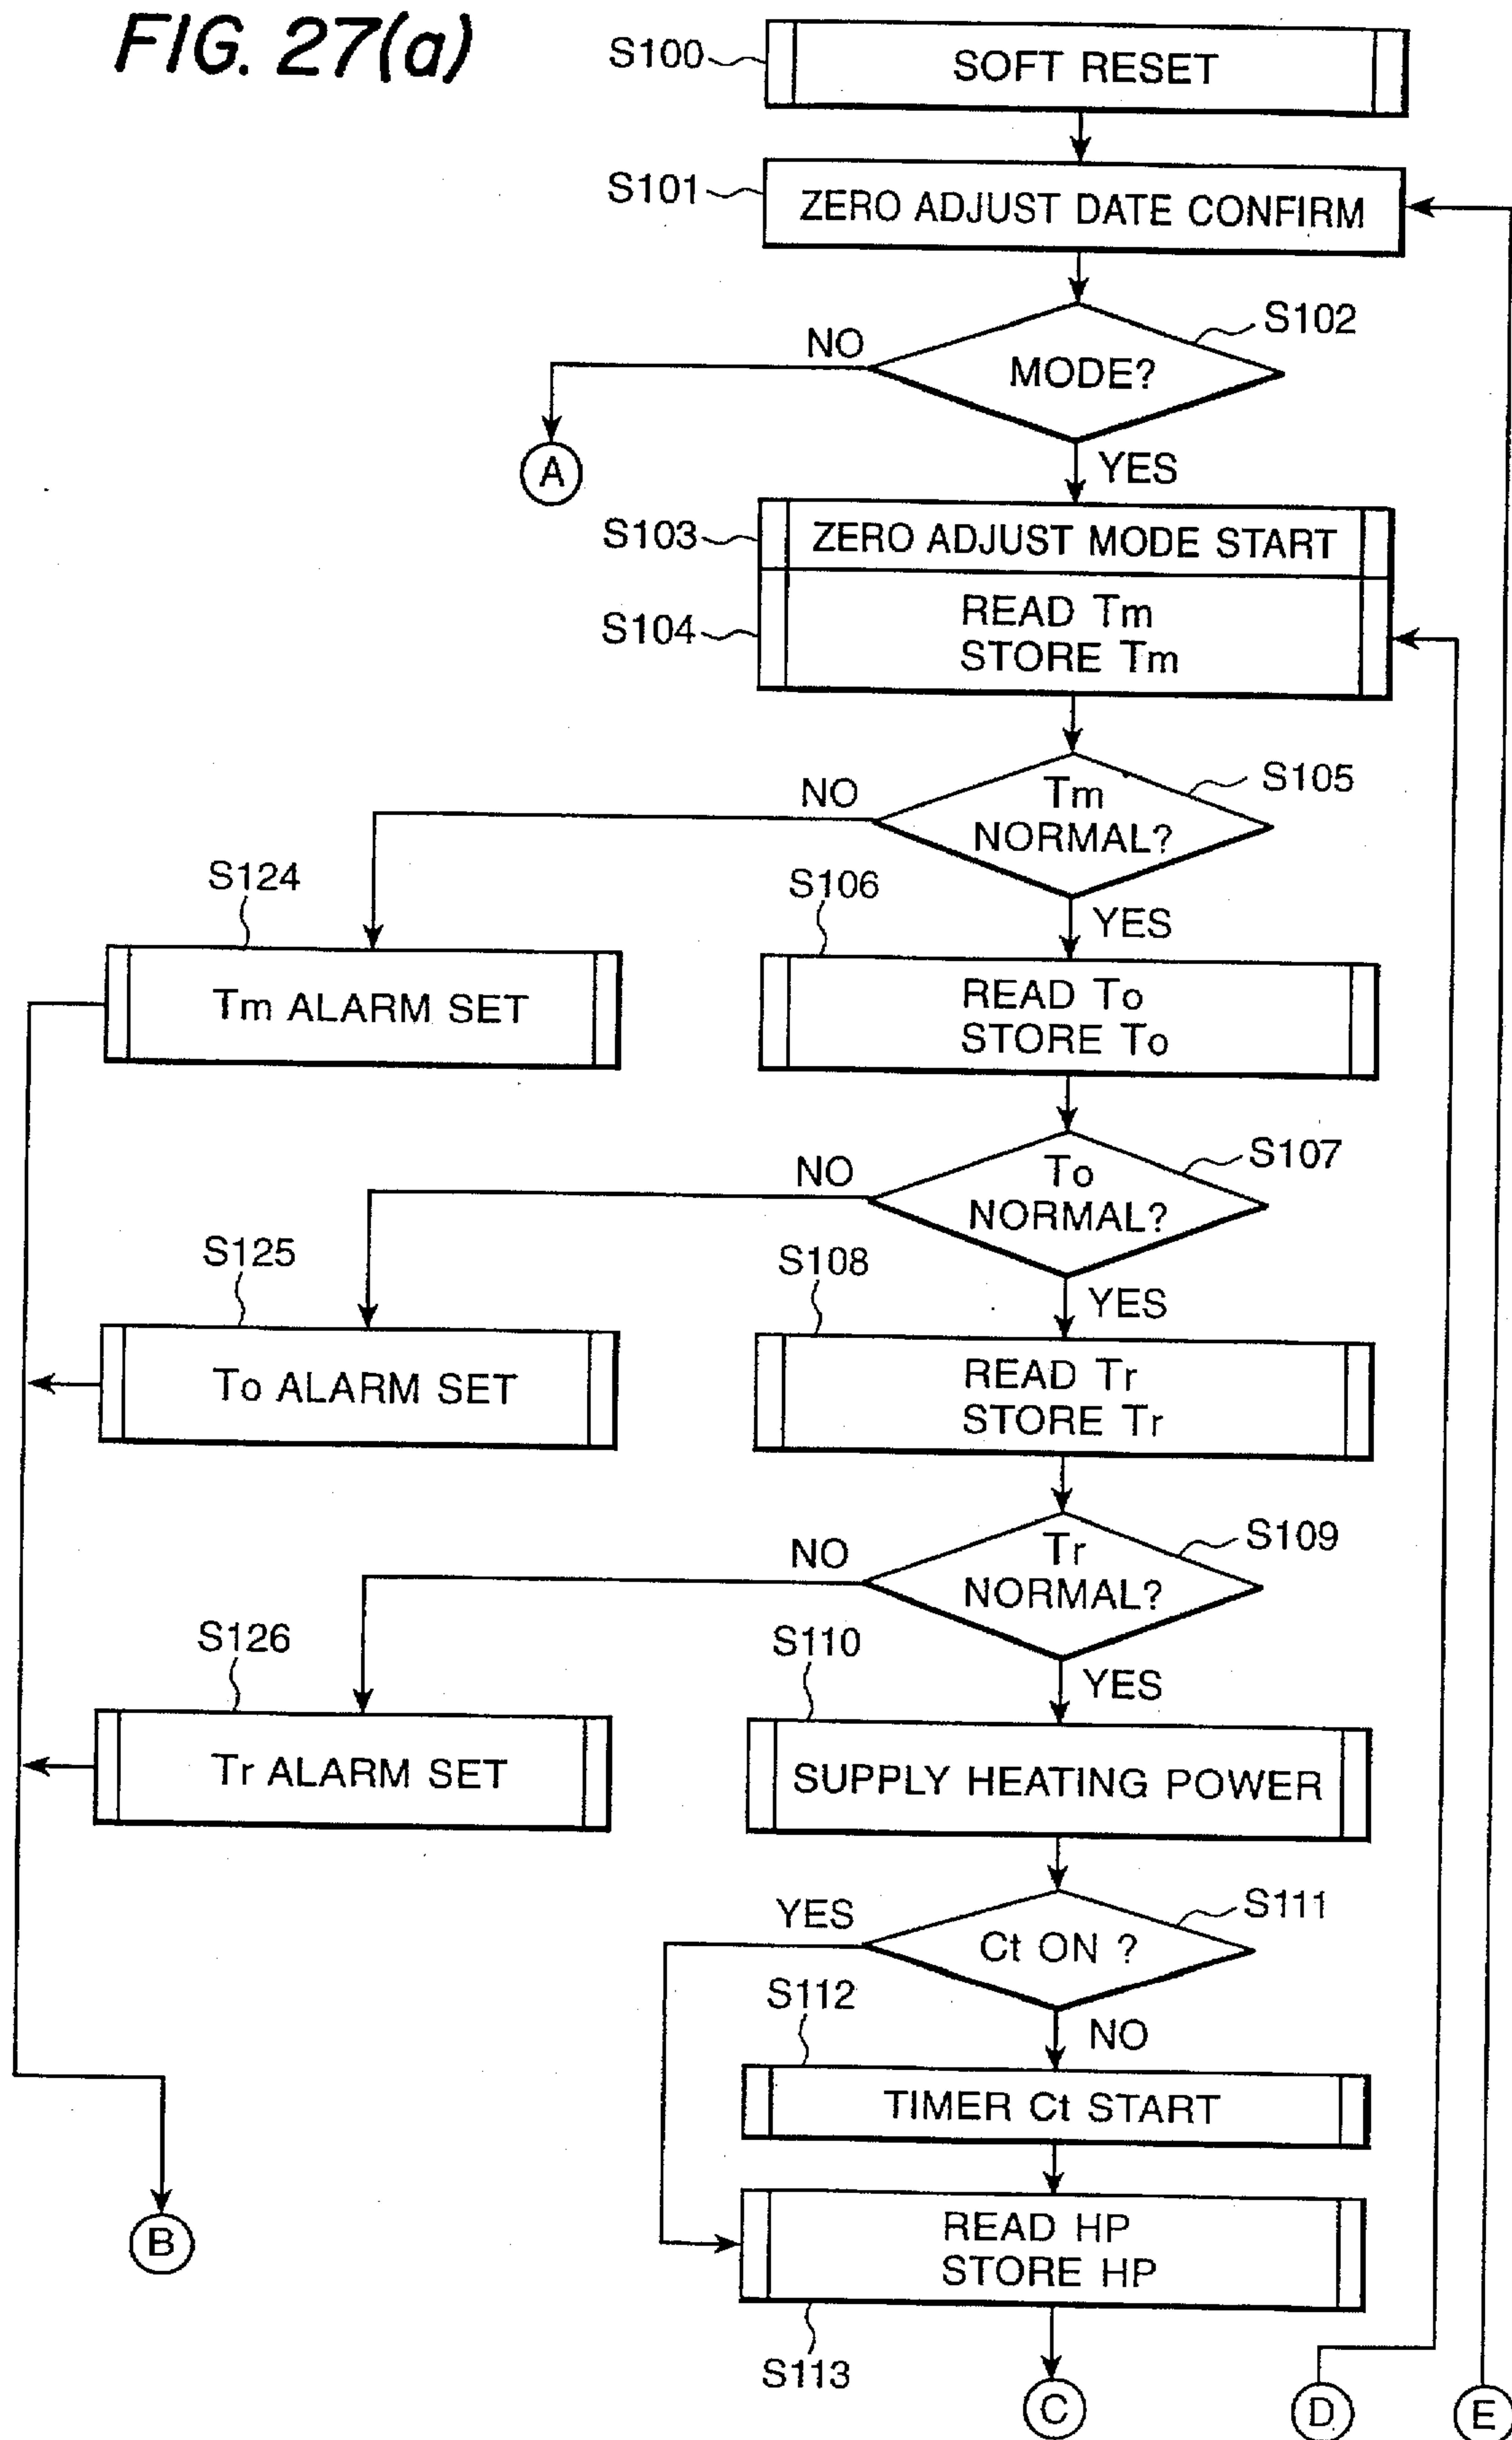 FIG. 27(a)
S100
SOFT RESET
S101
ZERO ADJUST DATE CONFIRM
S102
NO
MODE?
A
YES
S103
ZERO ADJUST MODE START
S104
READ Tm
STORE Tm
S105
NO
Tm
NORMAL?
S124
S106
YES
Tm ALARM SET
READ To
STORE To
S107
NO
To
NORMAL?
S125
S108
YES
To ALARM SET
READ Tr
STORE Tr
S109
NO
Tr
NORMAL?
S126
S110
YES
Tr ALARM SET
SUPPLY HEATING POWER
YES
S111
Ct ON ?
S112
NO
TIMER Ct START
B
READ HP
STORE HP
S113
C
D
E